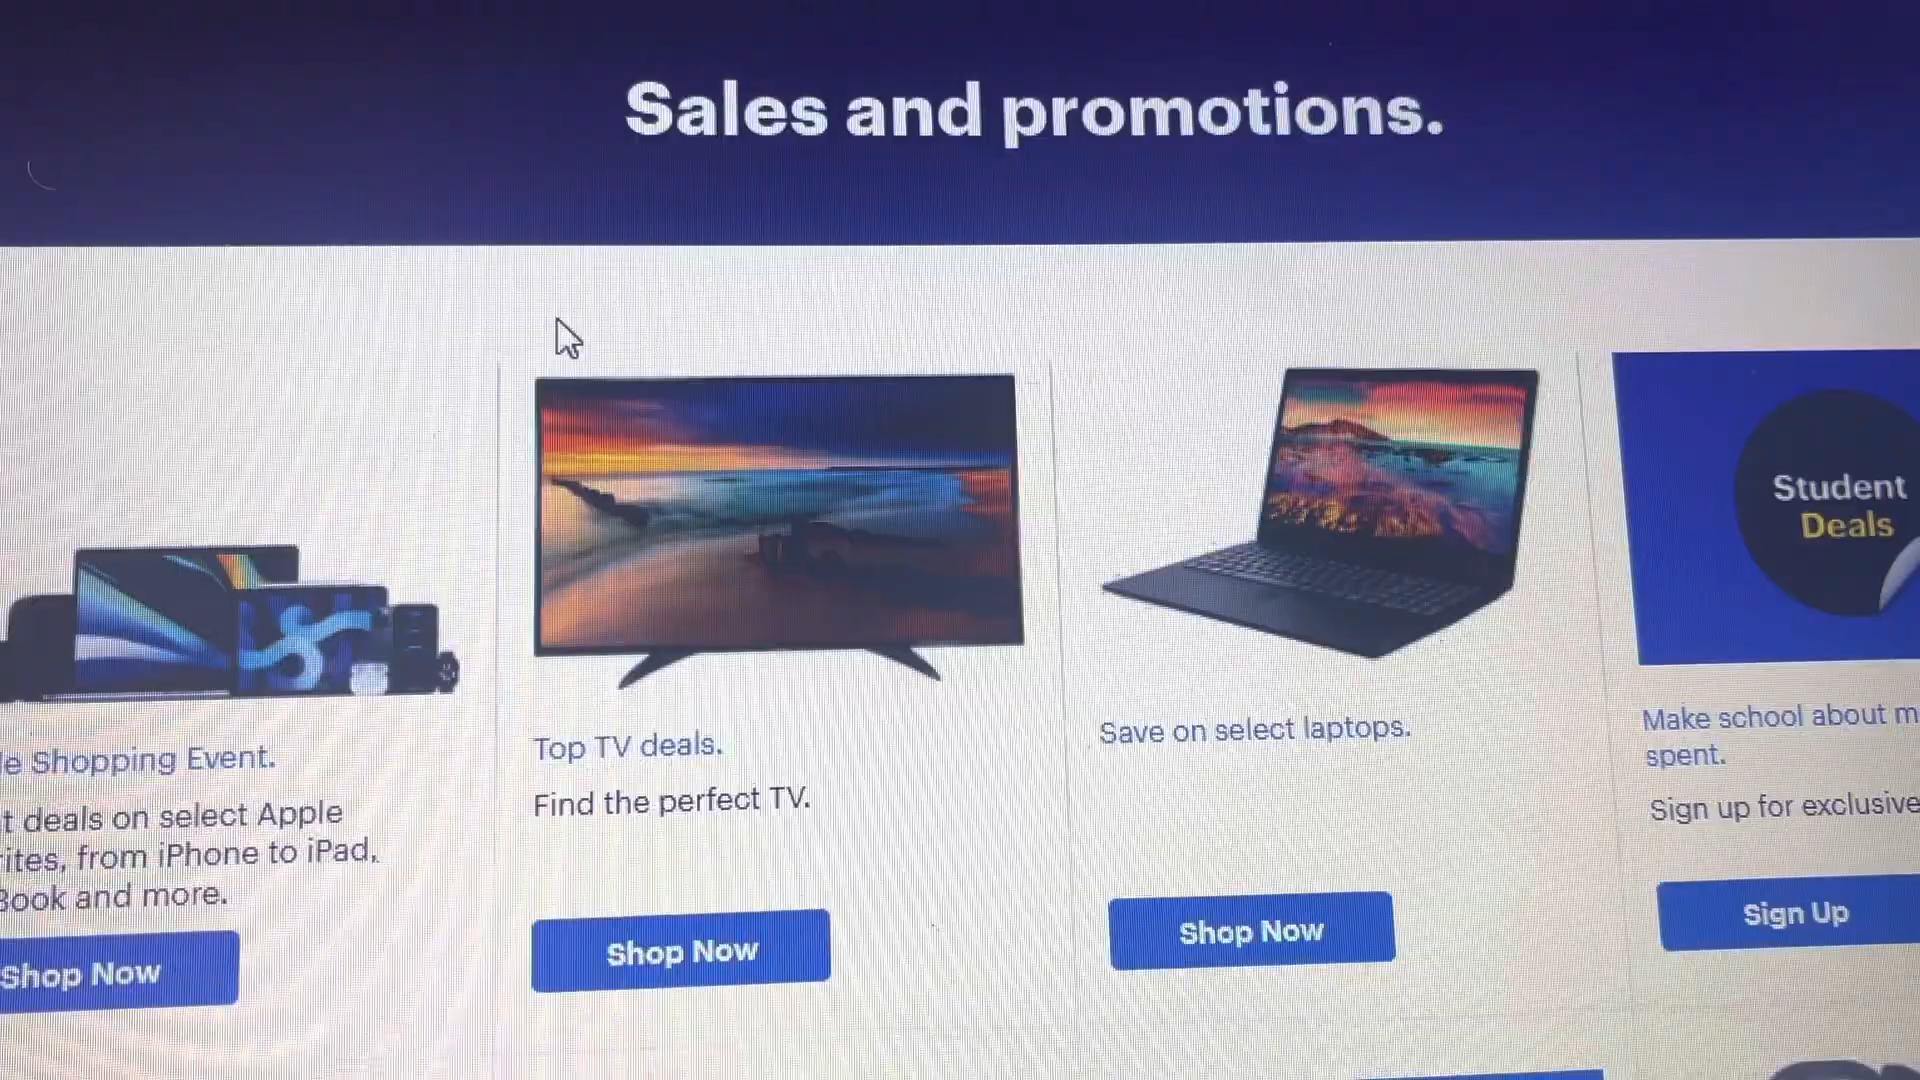 Sales and promotions.
Shopping Event.
deals on select Apple
from iPhone to iPad,
and more.
Shop Now
Top TV deals.
Find the perfect TV.
Shop Now
Save on select laptops.
Shop Now
Student
Deals
Make school about
spent.
Sign up for exclusive
Sign Up